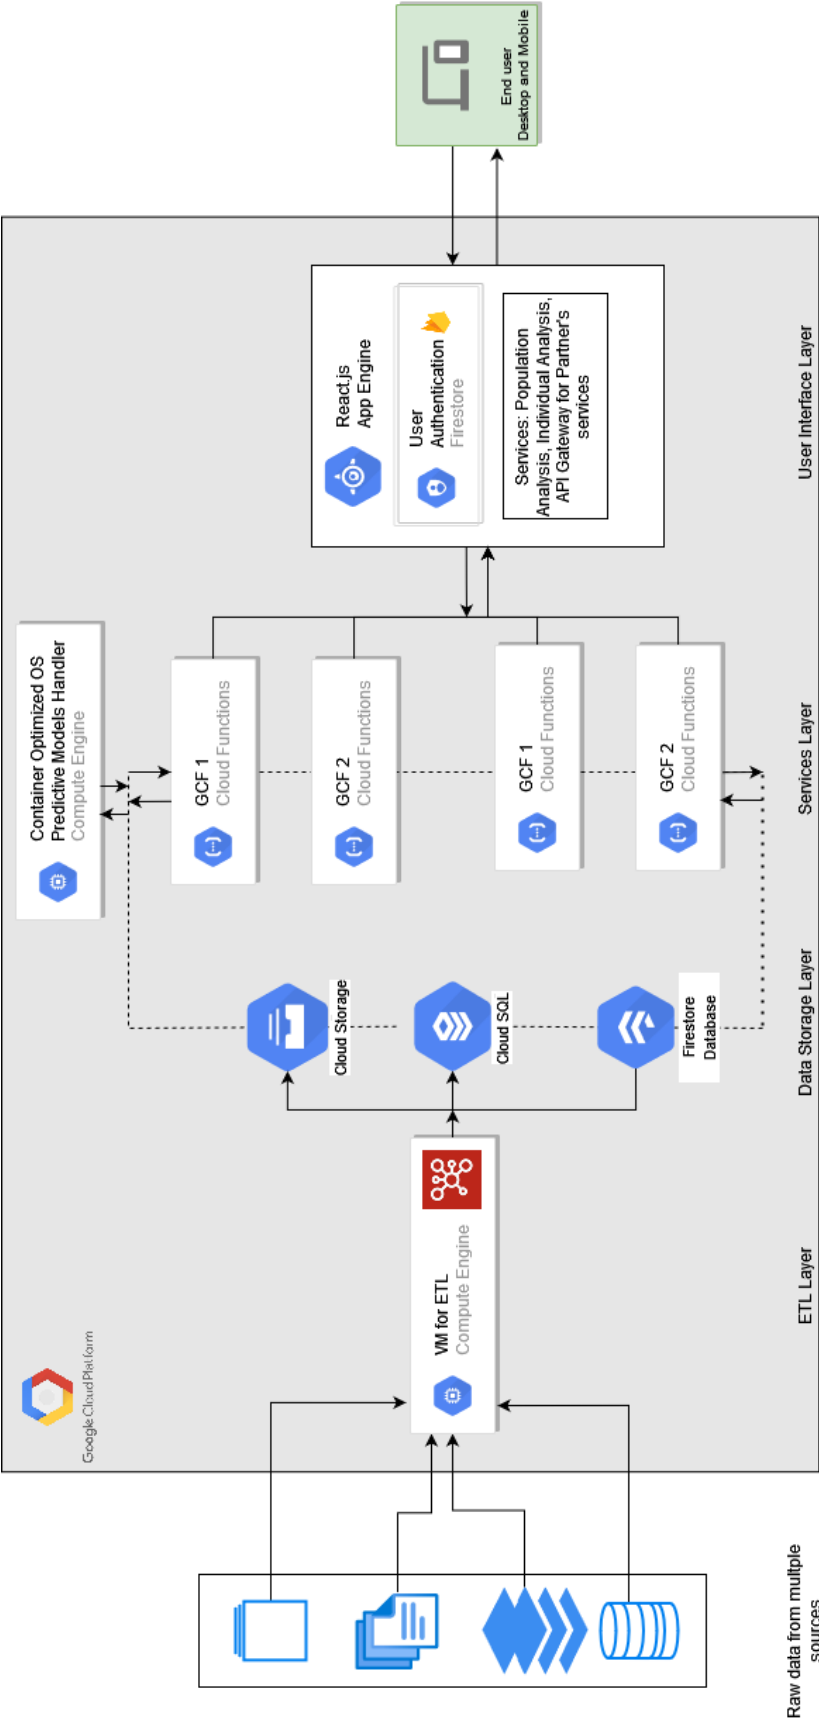 Google Cloud Platform
Raw data from multple
sources
VM for ETL
Compute Engine
ETL Layer
Cloud Storage
Cloud SQL
Firestore
Database
Data Storage Layer
Container Optimized OS
Predictive Models Handler
Compute Engine
GCF 1
Cloud Functions
GCF 2
Cloud Functions
GCF 1
Cloud Functions
GCF 2
Cloud Functions
Services Layer
React.js
App Engine
User
Authentication
Firestore
Services: Population
Analysis, Individual Analysis,
API Gateway for Partner's
services
User Interface Layer
End user
Desktop and Mobile